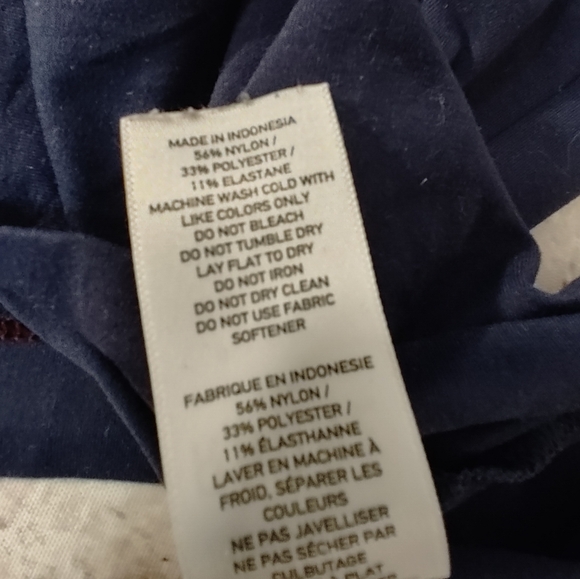 MADE IN INDONESIA
56% NYLON /
33% POLYESTER /
11% ELASTANE
MACHINE WASH COLD WITH
LIKE COLORS ONLY
DO NOT BLEACH
DO NOT TUMBLE DRY
LAY FLAT TO DRY
DO NOT IRON
DO NOT DRY CLEAN
DO NOT USE FABRIC
SOFTENER
FABRIQUE EN INDONESIE
56% NYLON /
33% POLYESTER /
11% ÉLASTHANNE
LAVER EN MACHINE À
FROID, SÉPARER LES
COULEURS
NE PAS JAVELLISER
NE PAS SÉCHER PAR
CULBUTAGE
À PLAT